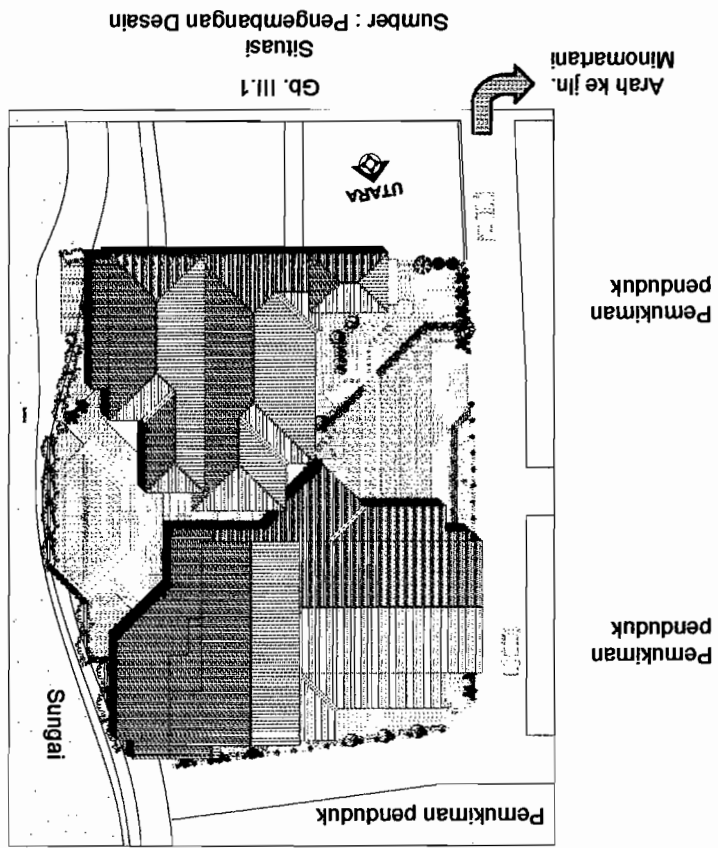 Pemukiman penduduk
Sungai
Pemukiman
penduduk
Pemukiman
penduduk
UTARA
Arah ke jln.
Minomartani
Gb. III.1
Situasi
Sumber : Pengembangan Desain